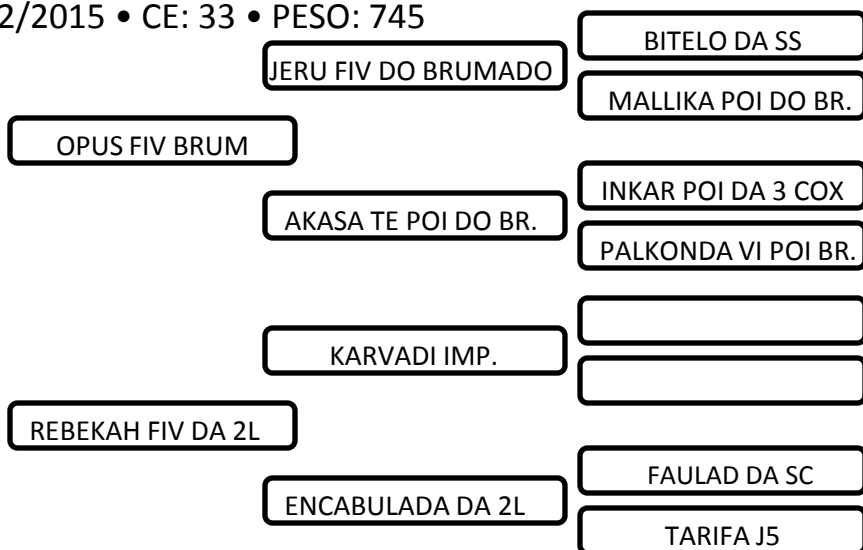 2/2015 • CE: 33 • PESO: 745
BITELO DA SS
JERU FIV DO BRUMADO
MALLIKA POI DO BR.
OPUS FIV BRUM
INKAR POI DA 3 COX
AKASA TE POI DO BR.
PALKONDA VI POI BR.
KARVADI IMP.
REBEKAH FIV DA 2L
FAULAD DA SC
ENCABULADA DA 2L
TARIFA J5